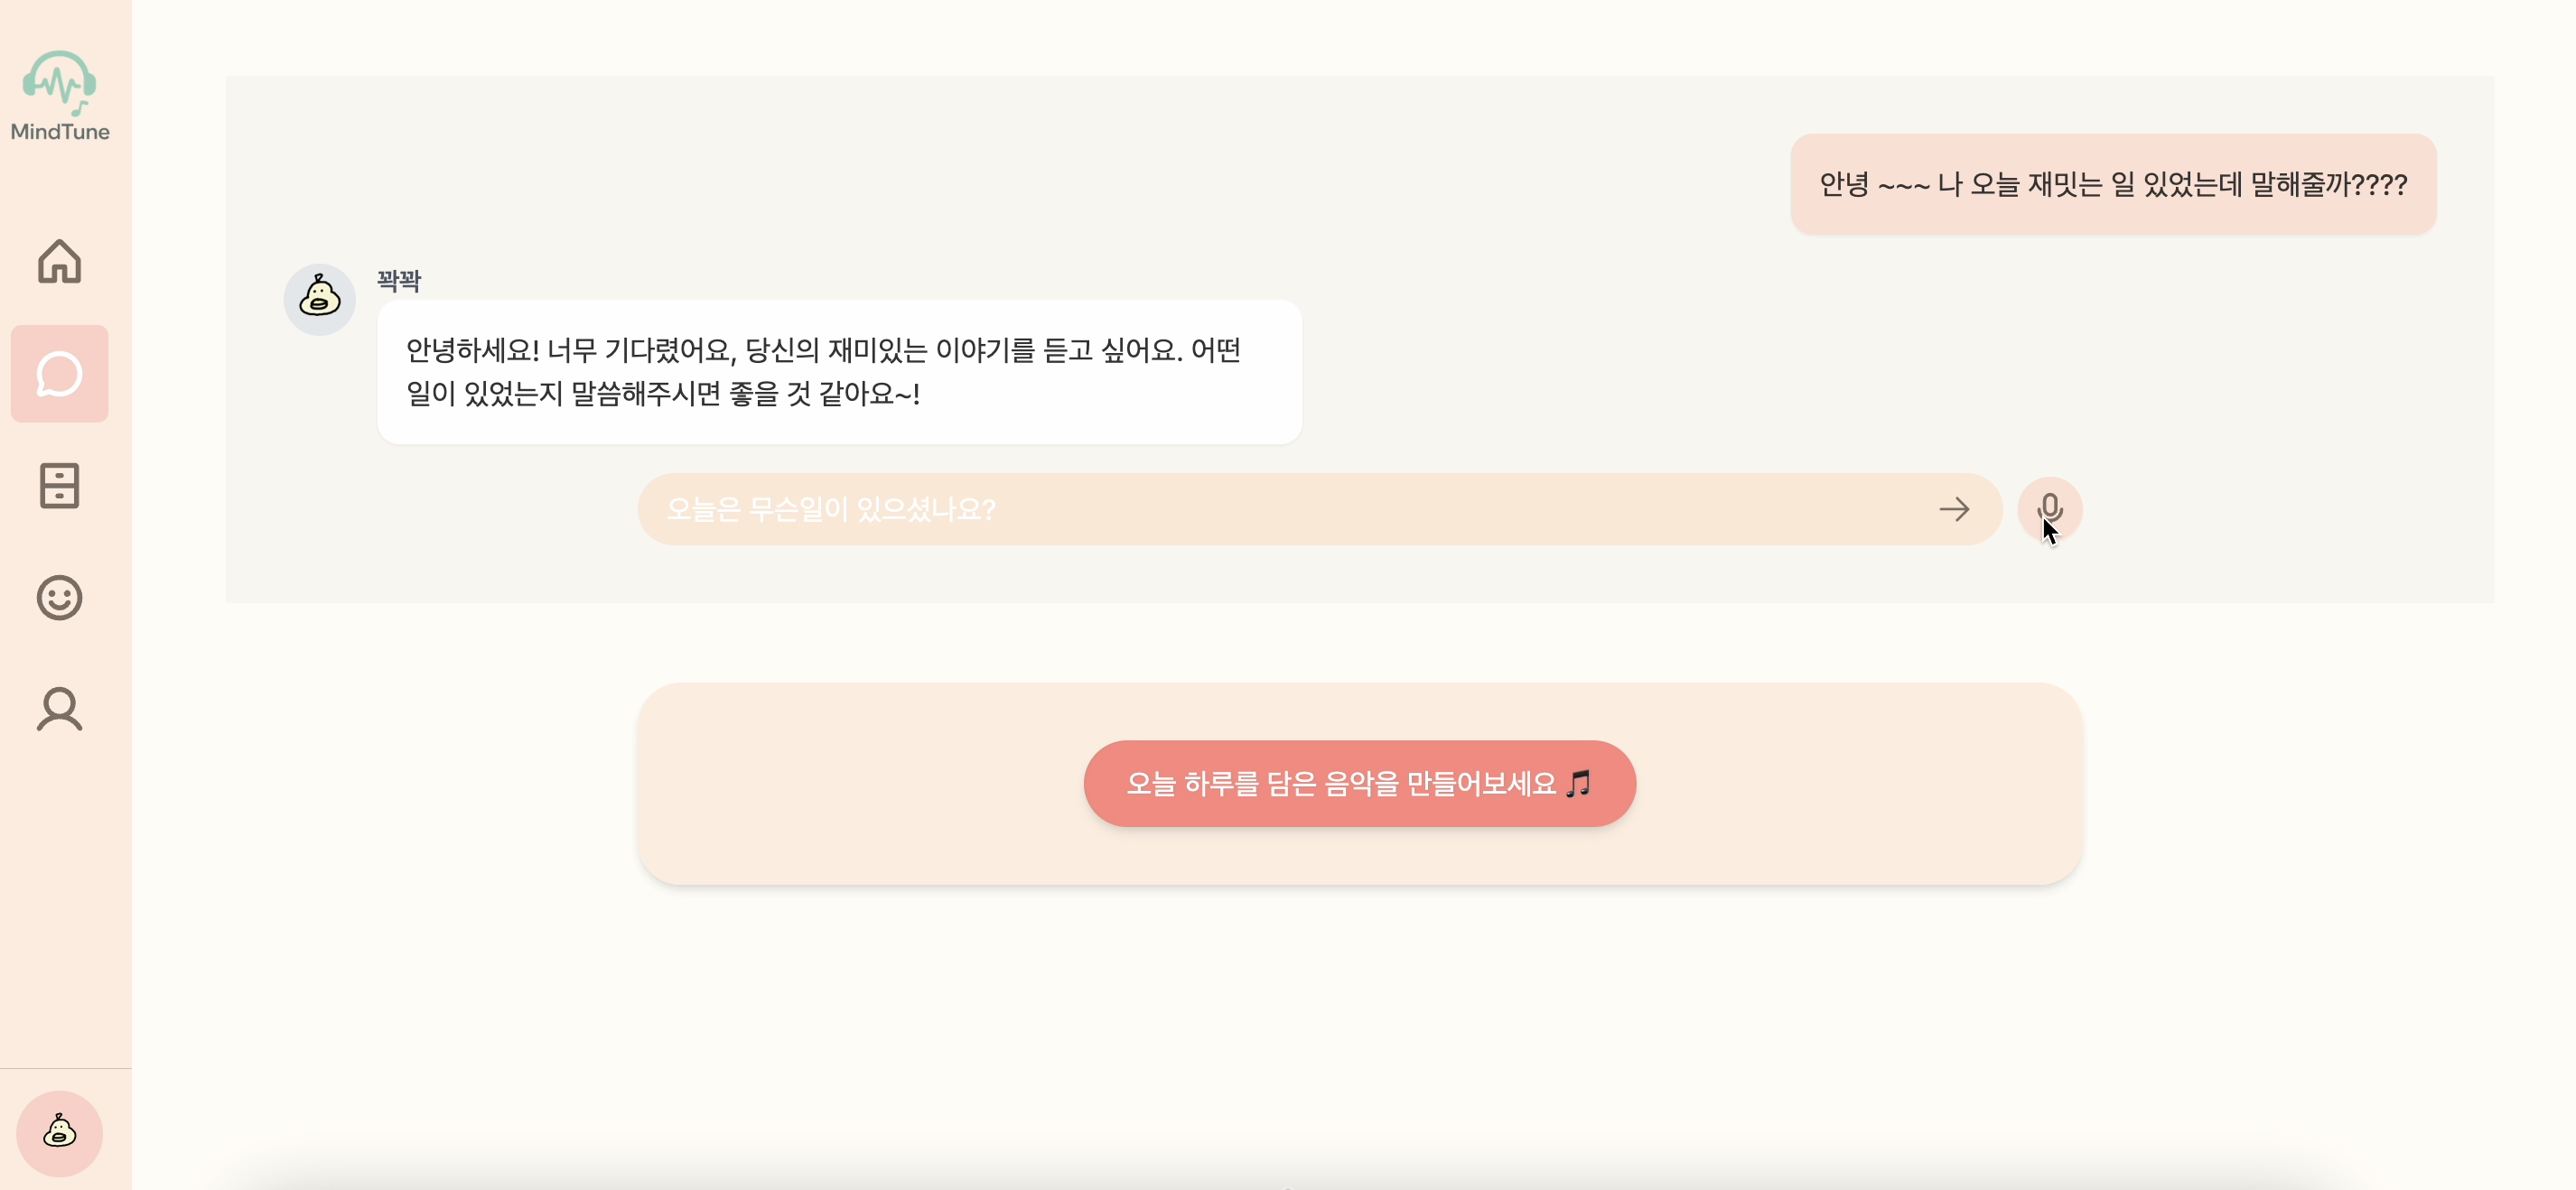 MindTune
안녕 ~~~ 나 오늘 재밋는 일 있었는데 말해줄까????
꽉꽉
안녕하세요! 너무 기다렸어요, 당신의 재미있는 이야기를 듣고 싶어요. 어떤
일이 있었는지 말씀해주시면 좋을 것 같아요~!
오늘은 무슨일이 있으셨나요?
오늘 하루를 담은 음악을 만들어보세요 🎵